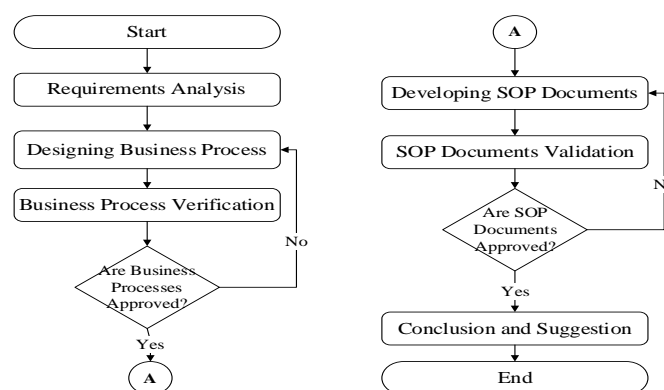 Start
Requirements Analysis
Designing Business Process
Business Process Verification
No
Are Business
Processes
Approved?
Yes
A
A
Developing SOP Documents
SOP Documents Validation
Are SOP
Documents
Approved?
Yes
Conclusion and Suggestion
End